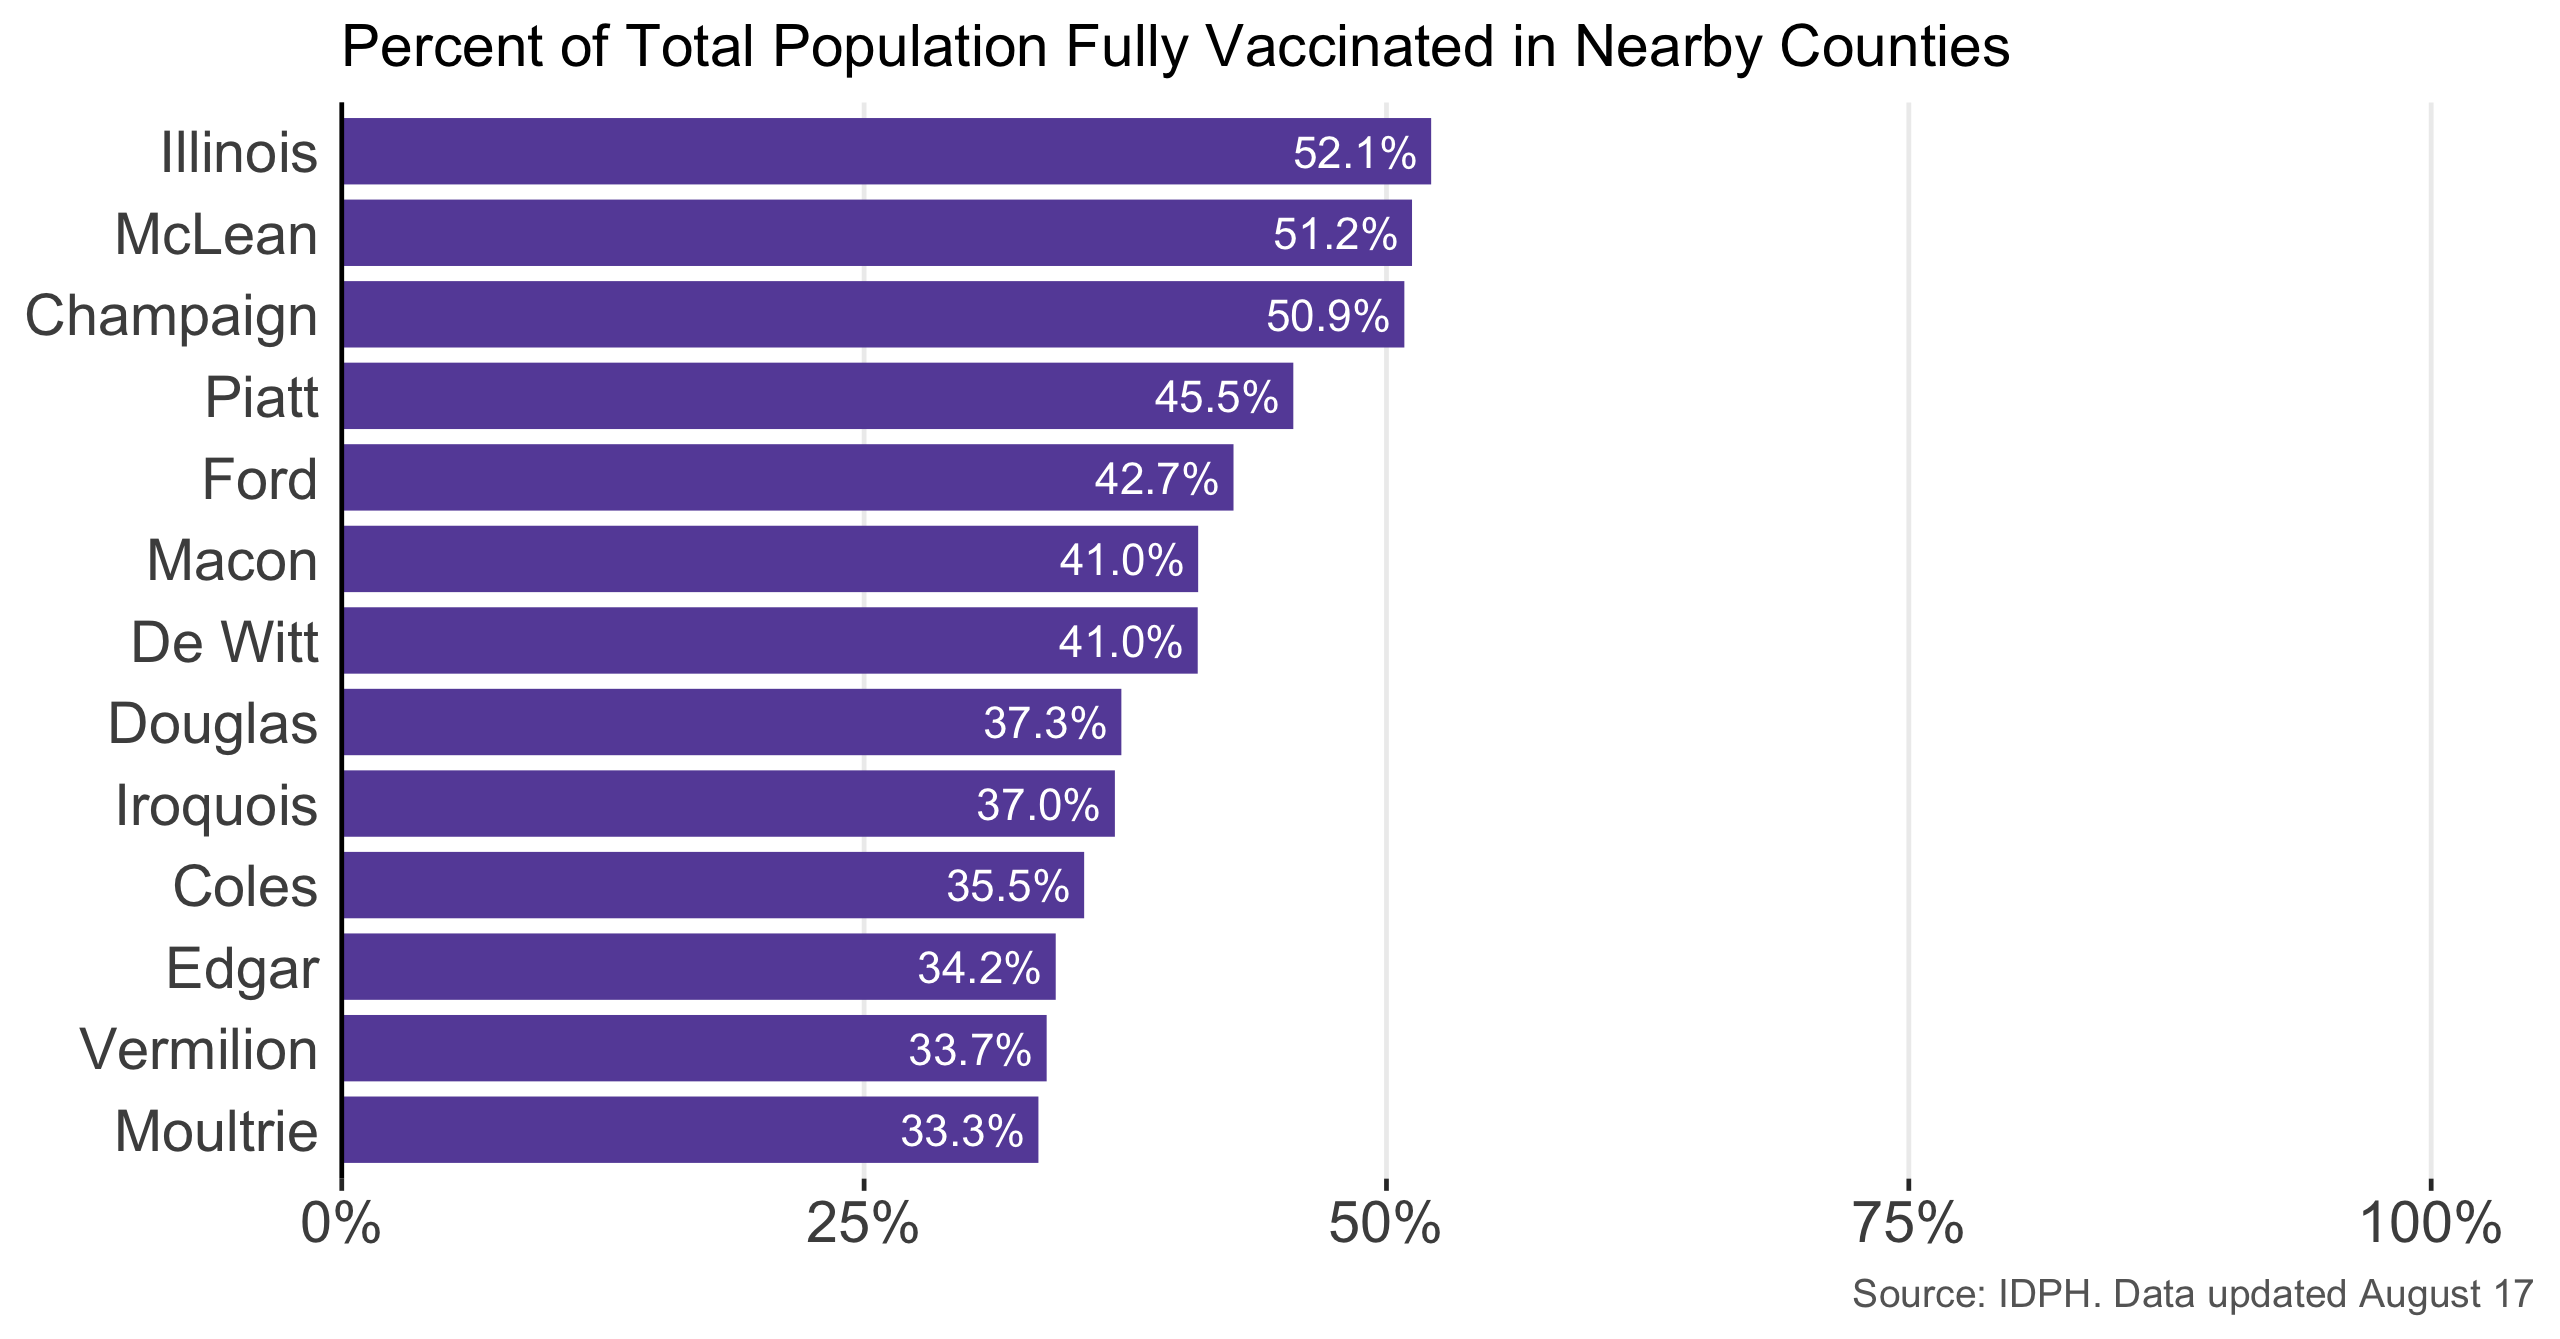 Percent of Total Population Fully Vaccinated in Nearby Counties
Illinois 52.1%
McLean 51.2%
Champaign 50.9%
Piatt 45.5%
Ford 42.7%
Macon 41.0%
De Witt 41.0%
Douglas 37.3%
Iroquois 37.0%
Coles 35.5%
Edgar 34.2%
Vermilion 33.7%
Moultrie 33.3%
0% 25% 50% 75% 100%
Source: IDPH. Data updated August 17